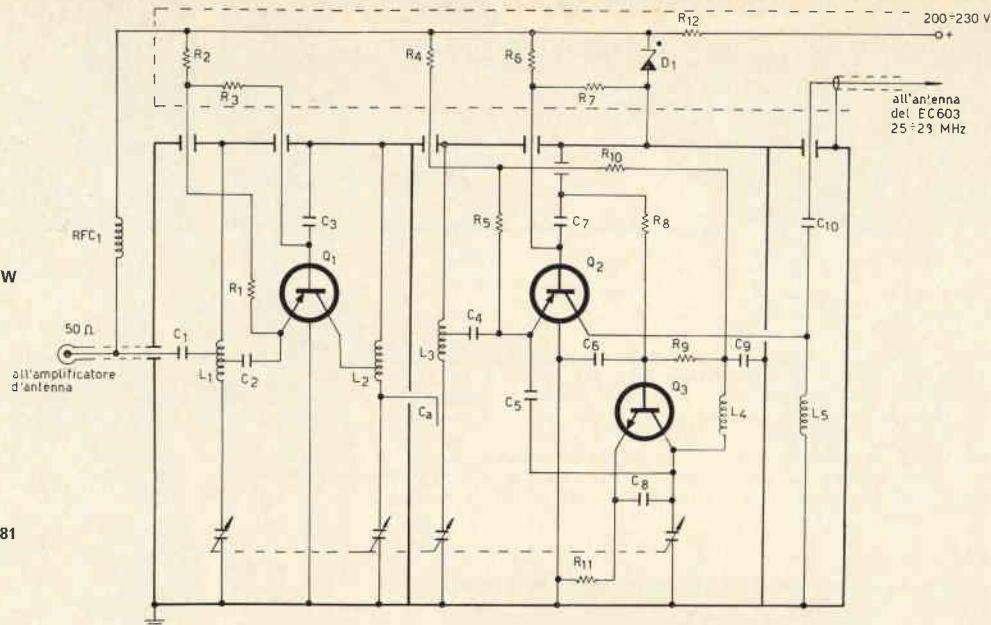 200÷230 V
R12
+
R2
R4
R6
D1
R3
R7
all'antenna
del EC603
25÷23 MHz
R10
RFC1
C3
R5
C7
R8
C10
Q1
Q2
W
R1
50 Ω
C1
C4
L3
C6
R9
C9
all'amplificatore
d'antenna
L1
C2
L2
Ca
C5
Q3
L4
L5
C8
81
R11